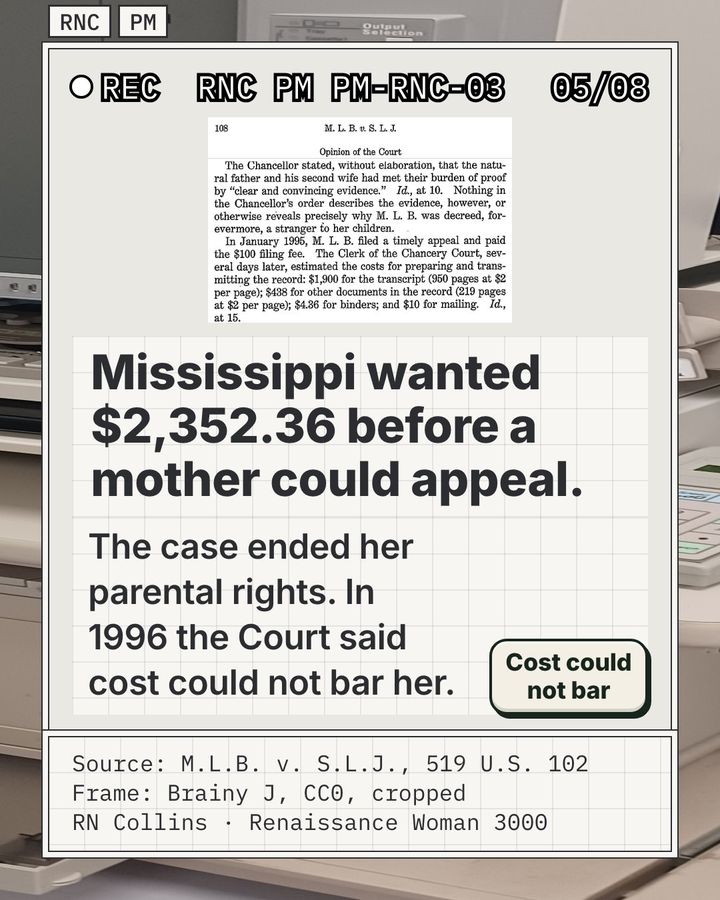 Output
Selection
RNC PM
REC RNC PM PM-RNC-03 05/08
108 M. L. B. v. S. L. J.
Opinion of the Court
The Chancellor stated, without elaboration, that the natu-
ral father and his second wife had met their burden of proof
by “clear and convincing evidence.” Id., at 10. Nothing in
the Chancellor’s order describes the evidence, however, or
otherwise reveals precisely why M. L. B. was decreed, for-
evermore, a stranger to her children.
In January 1995, M. L. B. filed a timely appeal and paid
the $100 filing fee. The Clerk of the Chancery Court, sev-
eral days later, estimated the costs for preparing and trans-
mitting the record: $1,900 for the transcript (950 pages at $2
per page); $438 for other documents in the record (219 pages
at $2 per page); $4.36 for binders; and $10 for mailing. Id.,
at 15.
Mississippi wanted
$2,352.36 before a
mother could appeal.
The case ended her
parental rights. In
1996 the Court said
cost could not bar her.
Cost could
not bar
Source: M.L.B. v. S.L.J., 519 U.S. 102
Frame: Brainy J, CC0, cropped
RN Collins · Renaissance Woman 3000